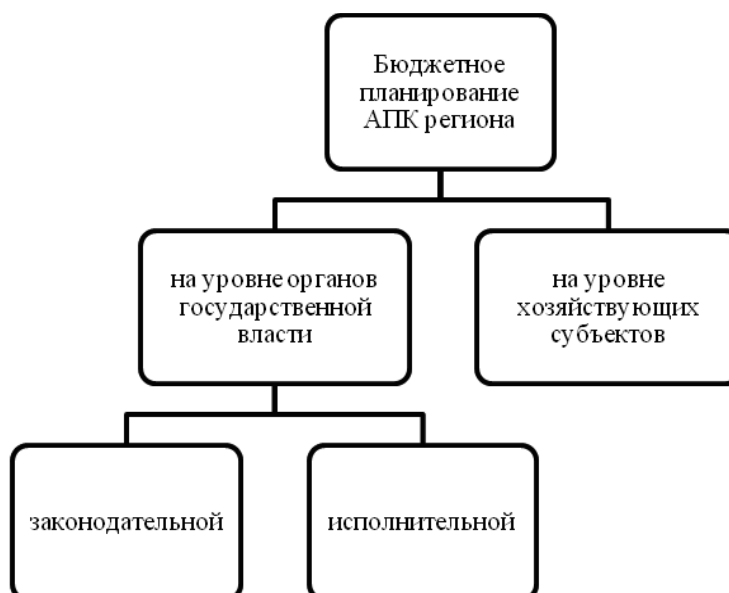 Бюджетное
планирование
АПК региона
на уровне органов
государственной
власти
на уровне
хозяйствующих
субъектов
законодательной
исполнительной